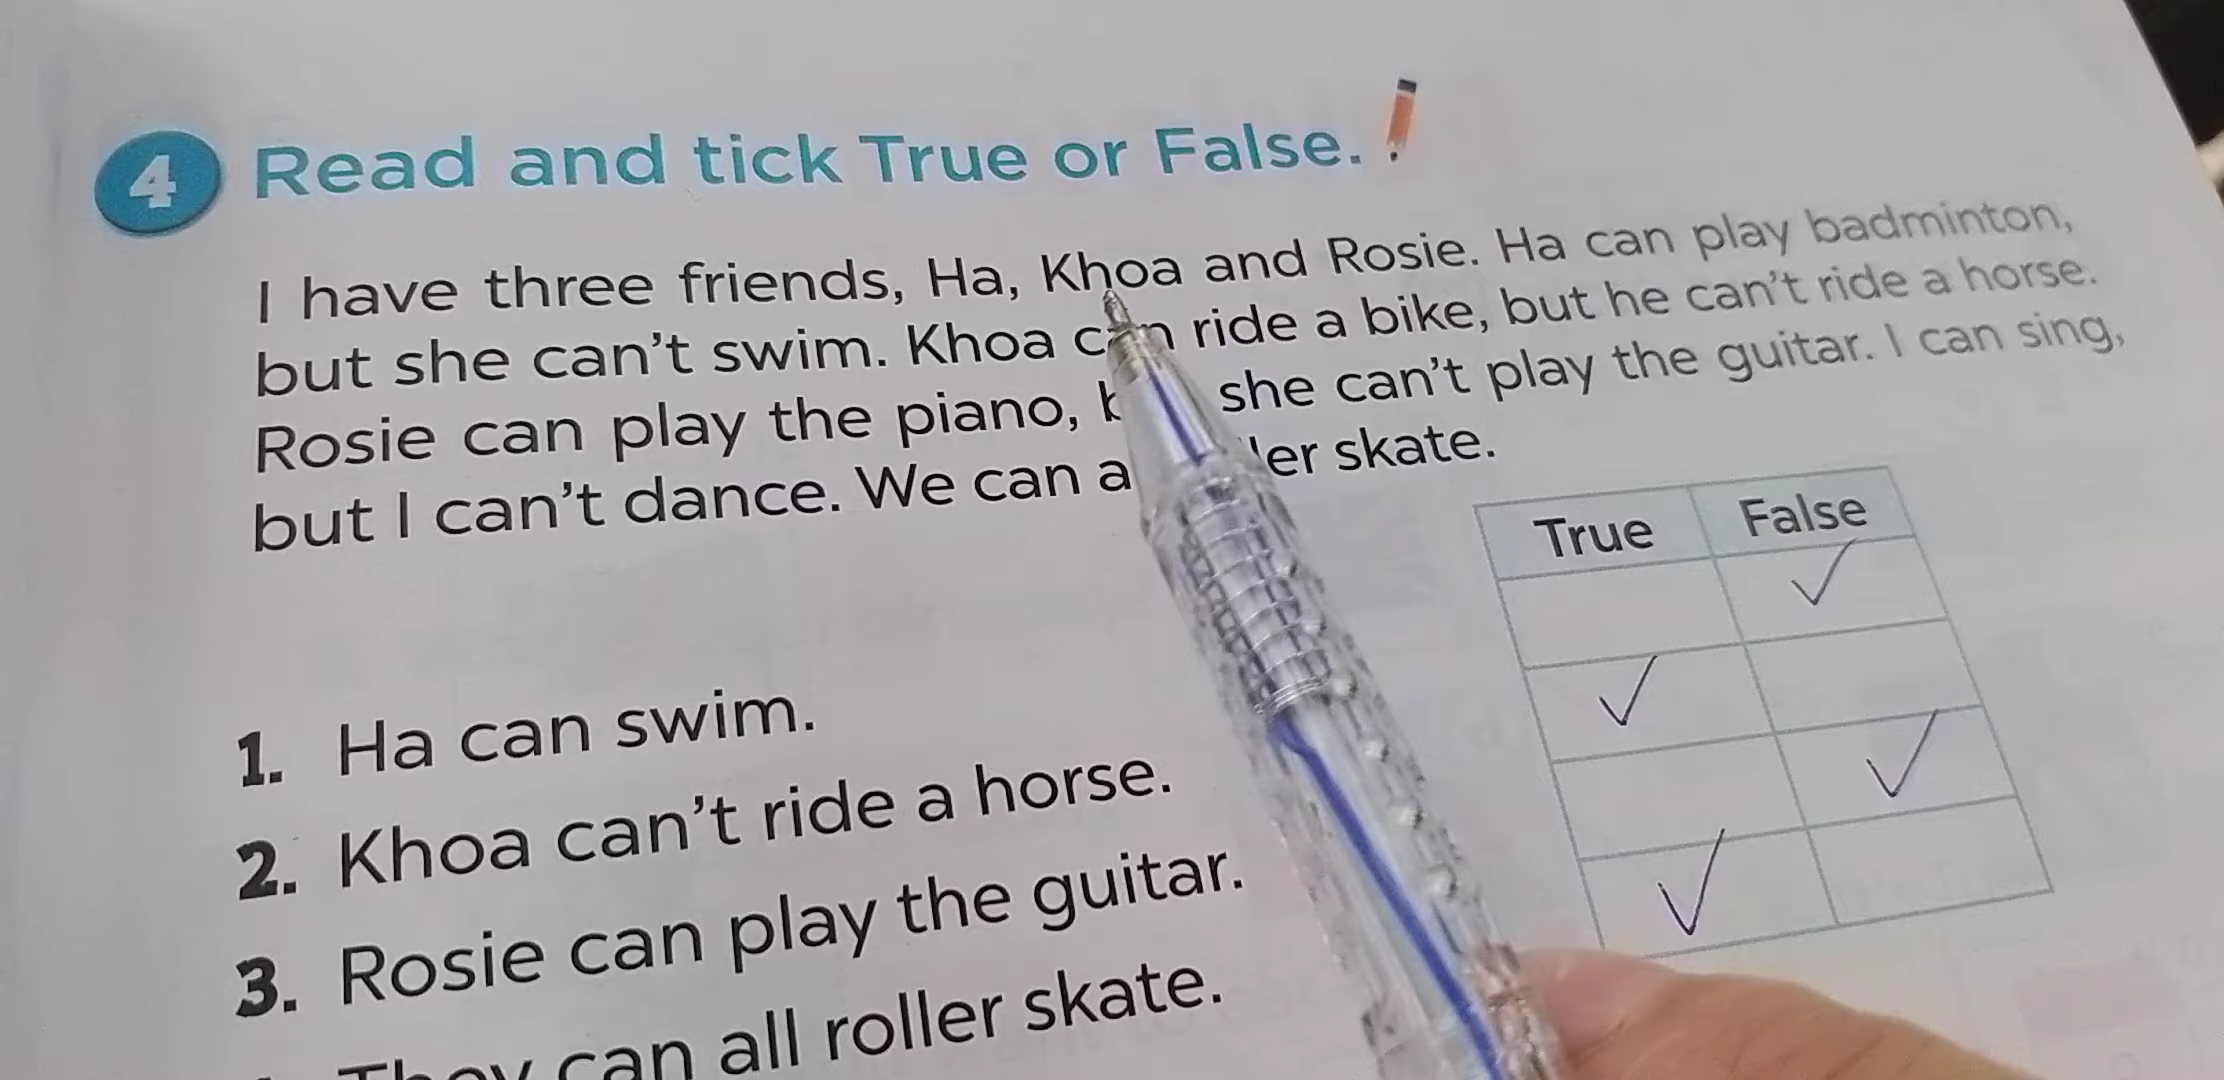 4 Read and tick True or False.
I have three friends, Ha, Khoa and Rosie. Ha can play badminton,
but she can't swim. Khoa can ride a bike, but he can't ride a horse.
Rosie can play the piano, she can't play the guitar. I can sing,
but I can't dance. We can skate.
True False
1. Ha can swim.
2. Khoa can't ride a horse.
3. Rosie can play the guitar.
They can all roller skate.